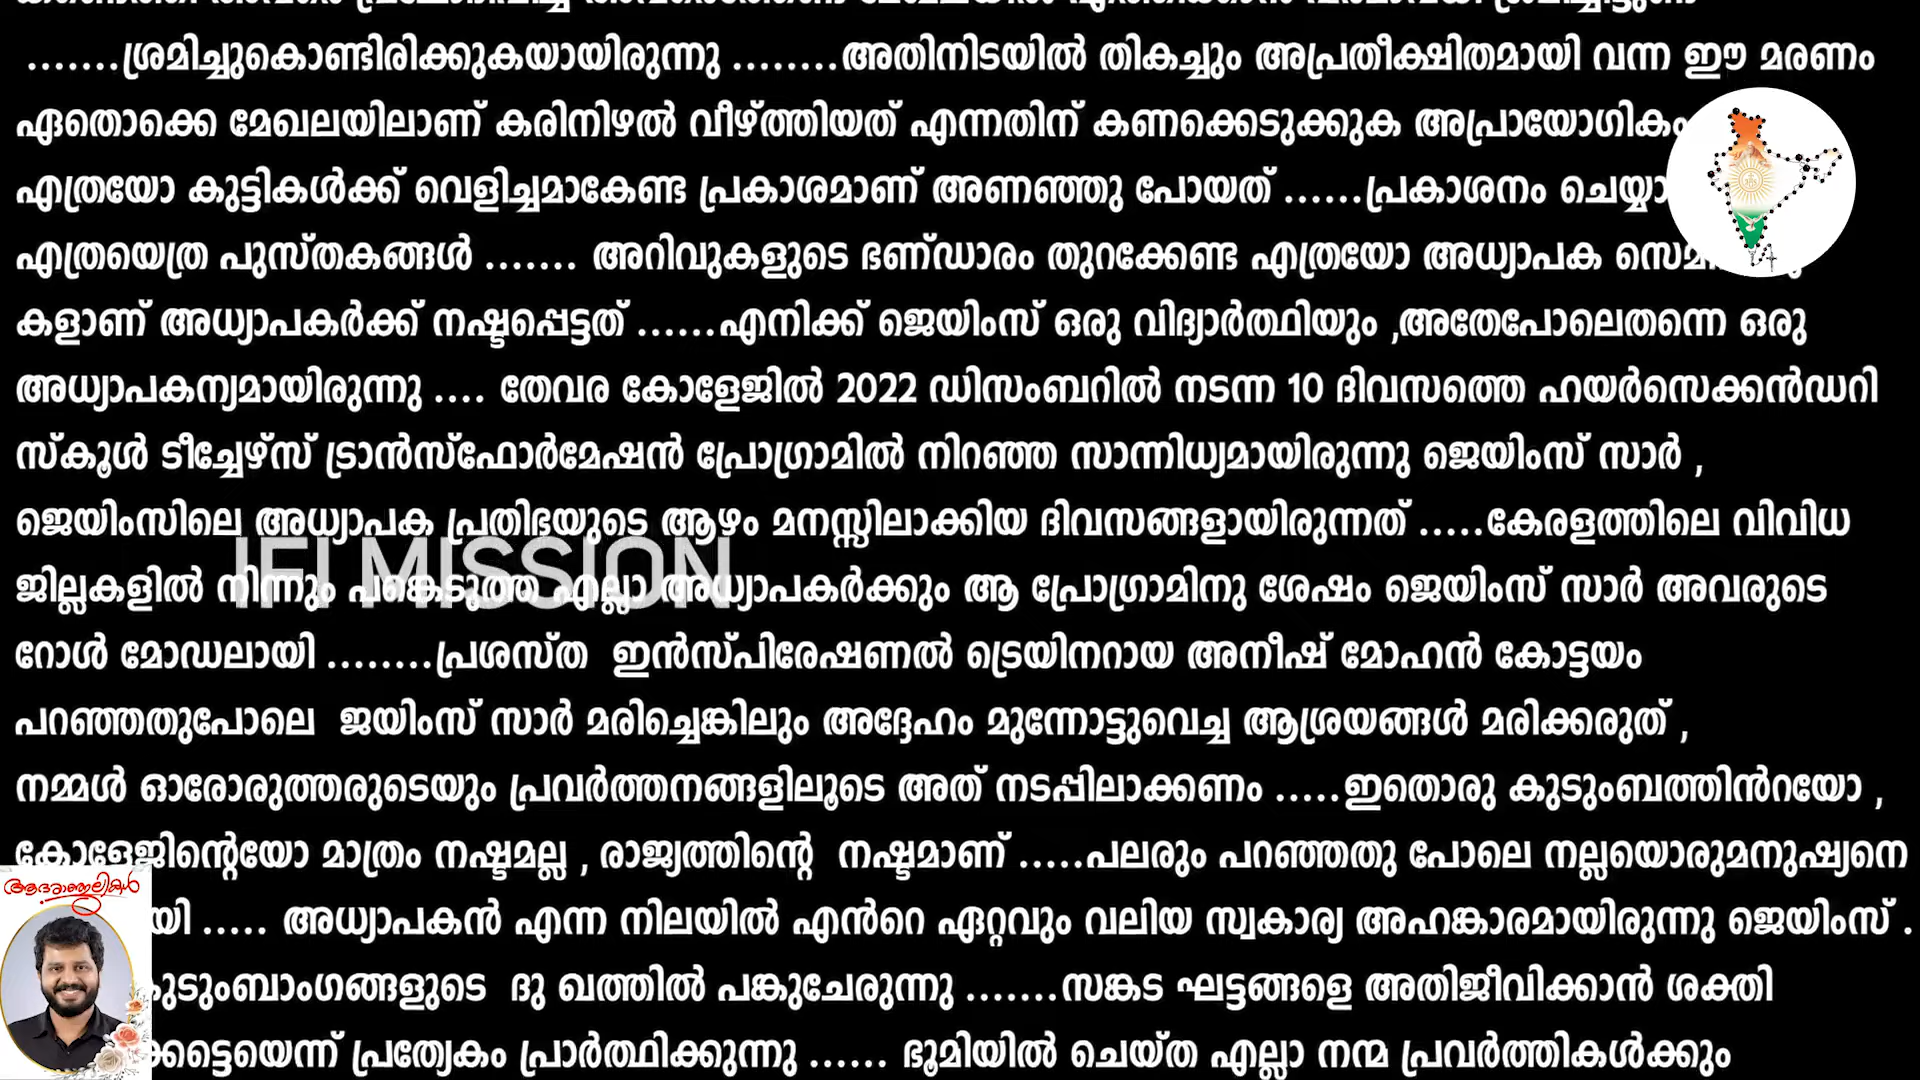 .......ശ്രമിച്ചുകൊണ്ടിരിക്കുകയായിരുന്നു ........അതിനിടയിൽ തികച്ചും അപ്രതീക്ഷിതമായി വന്ന ഈ മരണം
ഏതൊക്കെ മേഖലയിലാണ് കരിനിഴൽ വീഴ്ത്തിയത് എന്നതിന് കണക്കെടുക്കുക അപ്രായോഗികം
എത്രയോ കുട്ടികൾക്ക് വെളിച്ചമാകേണ്ട പ്രകാശമാണ് അണഞ്ഞു പോയത് ......പ്രകാശനം
എത്രയെത്ര പുസ്തകങ്ങൾ ....... അറിവുകളുടെ ഭണ്ഡാരം തുറക്കേണ്ട എത്രയോ അധ്യാപക
കളാണ് അധ്യാപകർക്ക് നഷ്ടപ്പെട്ടത് ......എനിക്ക് ജെയിംസ് ഒരു വിദ്യാർത്ഥിയും ,അതേപോലെതന്നെ ഒരു
അധ്യാപകന്യമായിരുന്നു .... തേവര കോളേജിൽ 2022 ഡിസംബറിൽ നടന്ന 10 ദിവസത്തെ ഹയർസെക്കൻഡറി
സ്കൂൾ ടീച്ചേഴ്സ് ട്രാൻസ്ഫോർമേഷൻ പ്രോഗ്രാമിൽ നിറഞ്ഞ സാന്നിധ്യമായിരുന്നു ജെയിംസ് സാർ ,
ജെയിംസിലെ അധ്യാപക പ്രതിഭയുടെ ആഴം മനസ്സിലാക്കിയ ദിവസങ്ങളായിരുന്നത് .....കേരളത്തിലെ വിവിധ
IFI MISSION
ജില്ലകളിൽ നിന്നും പങ്കെടുത്ത എല്ലാ അധ്യാപകർക്കും ആ പ്രോഗ്രാമിനു ശേഷം ജെയിംസ് സാർ അവരുടെ
റോൾ മോഡലായി ........പ്രശസ്ത ഇൻസ്പിരേഷണൽ ട്രെയിനറായ അനീഷ് മോഹൻ കോട്ടയം
പറഞ്ഞതുപോലെ ജയിംസ് സാർ മരിച്ചെങ്കിലും അദ്ദേഹം മുന്നോട്ടുവെച്ച ആശ്രയങ്ങൾ മരിക്കരുത് ,
നമ്മൾ ഓരോരുത്തരുടെയും പ്രവർത്തനങ്ങളിലൂടെ അത് നടപ്പിലാക്കണം .....ഇതൊരു കുടുംബത്തിൻറയോ ,
കോളേജിന്റെയോ മാത്രം നഷ്ടമല്ല , രാജ്യത്തിന്റെ നഷ്ടമാണ് .....പലരും പറഞ്ഞതു പോലെ നല്ലയൊരുമനുഷ്യനെ
ആദരാഞ്ജലികൾ
..... അധ്യാപകൻ എന്ന നിലയിൽ എൻറെ ഏറ്റവും വലിയ സ്വകാര്യ അഹങ്കാരമായിരുന്നു ജെയിംസ് .
കുടുംബാംഗങ്ങളുടെ ദു ഖത്തിൽ പങ്കുചേരുന്നു .......സങ്കട ഘട്ടങ്ങളെ അതിജീവിക്കാൻ ശക്തി
പ്രത്യേകം പ്രാർത്ഥിക്കുന്നു ...... ഭൂമിയിൽ ചെയ്ത എല്ലാ നന്മ പ്രവർത്തികൾക്കും